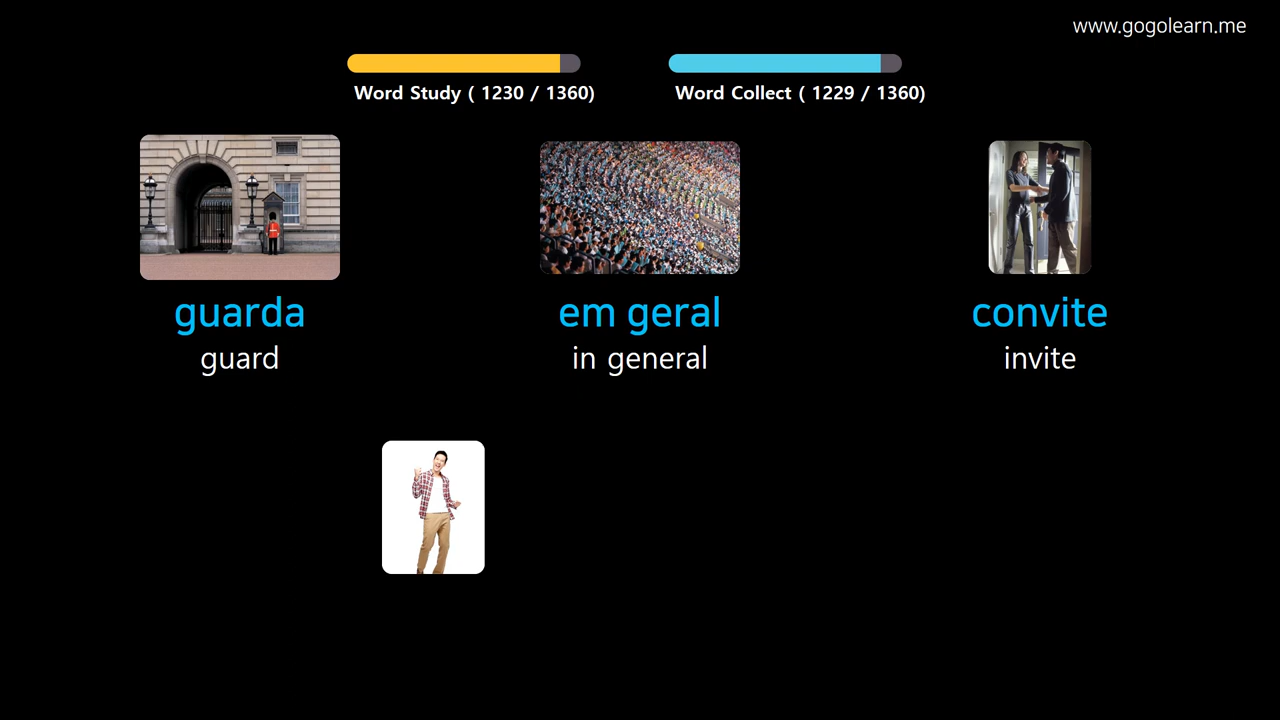 www.gogolearn.me
Word Study ( 1230 / 1360)
Word Collect ( 1229 / 1360)
guarda
guard
em geral
in general
convite
invite